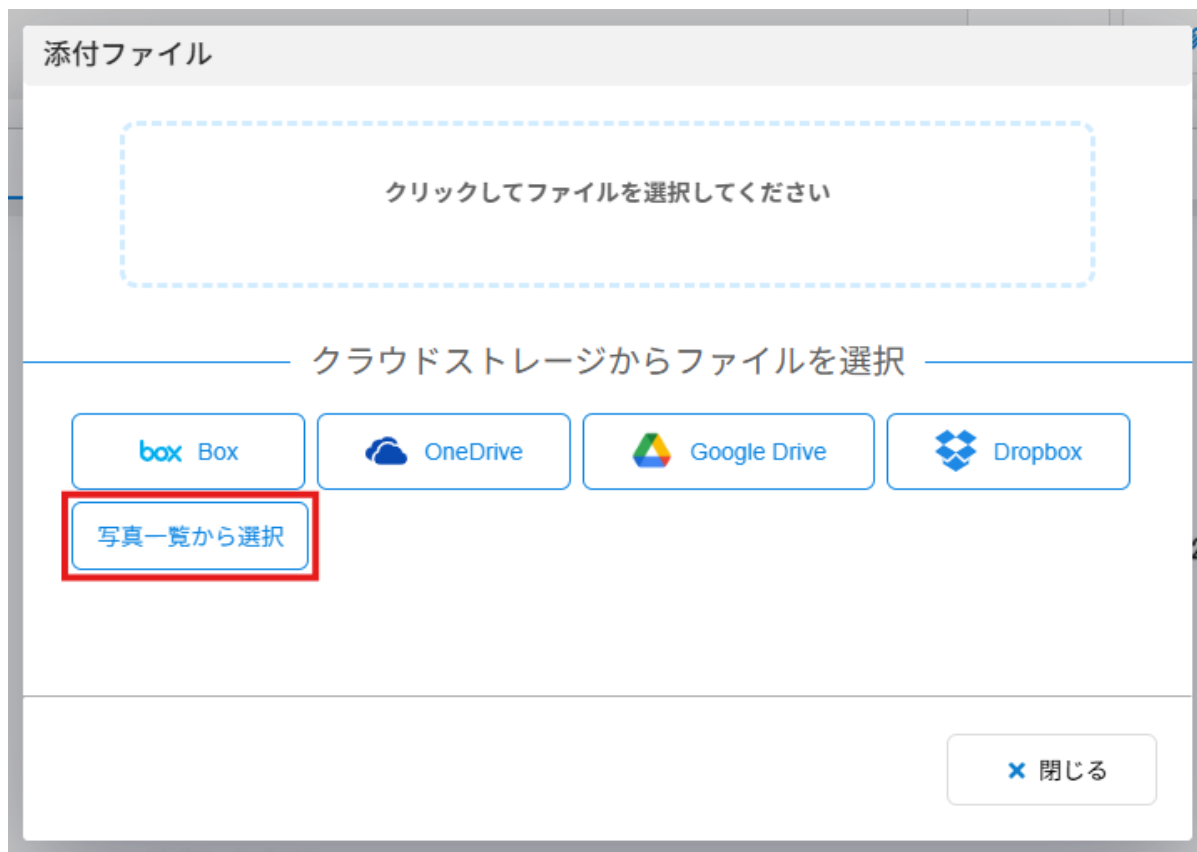 添付ファイル
クリックしてファイルを選択してください
クラウドストレージからファイルを選択
box Box
OneDrive
Google Drive
Dropbox
写真一覧から選択
× 閉じる